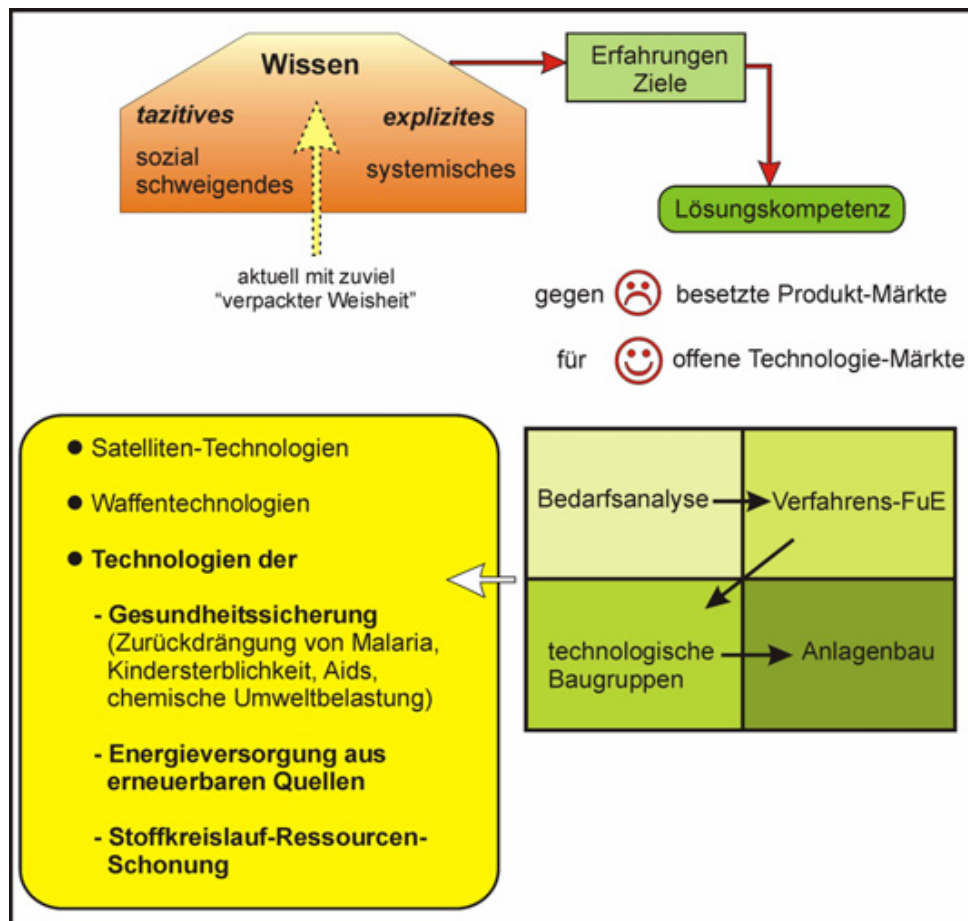 Wissen
tazitives
explizites
sozial
schweigendes
systemisches
Erfahrungen
Ziele
Lösungskompetenz
aktuell mit zuviel
“verpackter Weisheit”
gegen besetzte Produkt-Märkte
für offene Technologie-Märkte
● Satelliten-Technologien
● Waffentechnologien
● Technologien der
- Gesundheitssicherung
(Zurückdrängung von Malaria,
Kindersterblichkeit, Aids,
chemische Umweltbelastung)
- Energieversorgung aus
erneuerbaren Quellen
- Stoffkreislauf-Ressourcen-
Schonung
Bedarfsanalyse
Verfahrens-FuE
technologische
Baugruppen
Anlagenbau